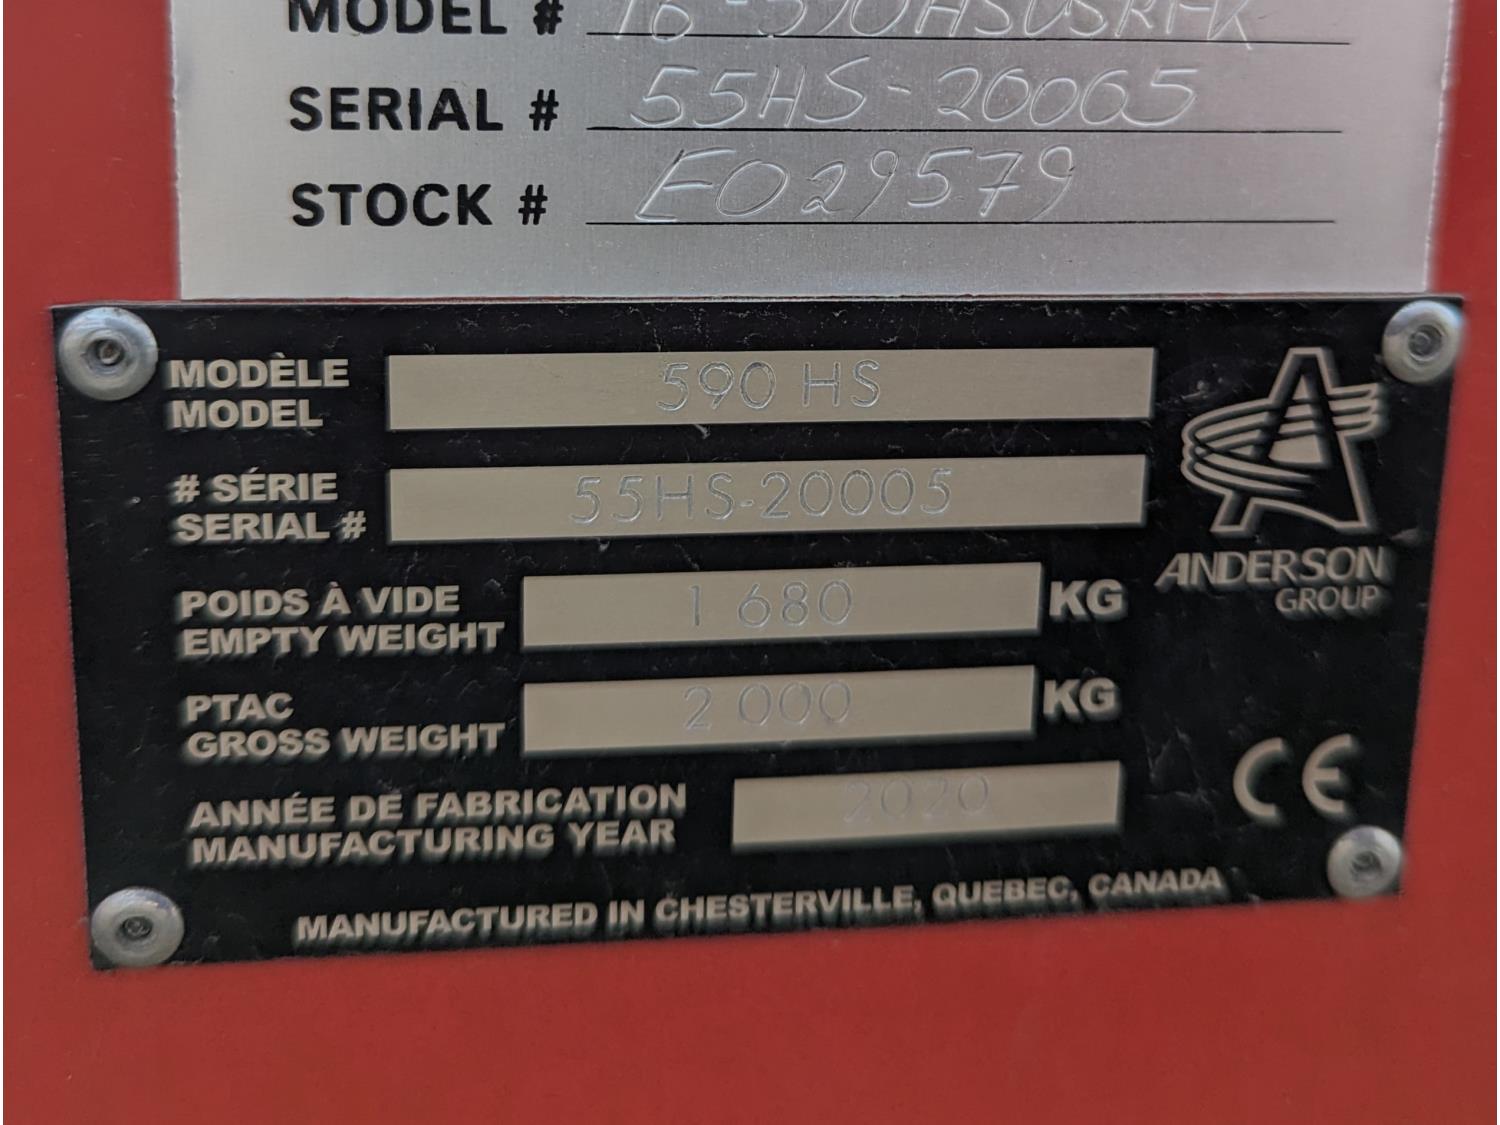 MODEL #
SERIAL # 55HS-20065
STOCK # E029579
MODÈLE
MODEL
590 HS
# SÉRIE
SERIAL #
55HS-20005
POIDS À VIDE
EMPTY WEIGHT
1 680 KG
PTAC
GROSS WEIGHT
2 000 KG
ANNÉE DE FABRICATION
MANUFACTURING YEAR
2020
ANDERSON
GROUP
CE
MANUFACTURED IN CHESTERVILLE, QUEBEC, CANADA